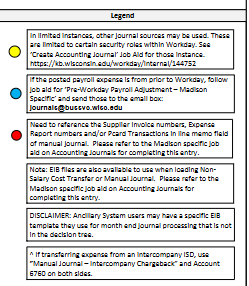 Legend
In limited instances, other journal sources may be used. These
are limited to certain security roles within Workday. See
'Create Accounting Journal' Job Aid for those instances.
https://kb.wisconsin.edu/workday/internal/144752
If the posted payroll expense is from prior to Workday, follow
job aid for 'Pre-Workday Payroll Adjustment – Madison
Specific' and send those to the email box:
journals@bussvc.wisc.edu
Need to reference the Supplier Invoice numbers, Expense
Report numbers and/or Pcard Transactions in line memo field
of manual journal. Please refer to the Madison specific job
aid on Accounting Journals for completing this entry.
Note: EIB files are also available to use when loading Non-
Salary Cost Transfer or Manual Journal. Please refer to the
Madison specific job aid on Accounting Journals for
completing this entry.
DISCLAIMER: Ancillary System users may have a specific EIB
template they use for month end journal processing that is not
in the decision tree.
^ If transferring expense from an Intercompany ISD, use
"Manual Journal – Intercompany Chargeback" and Account
6760 on both sides.